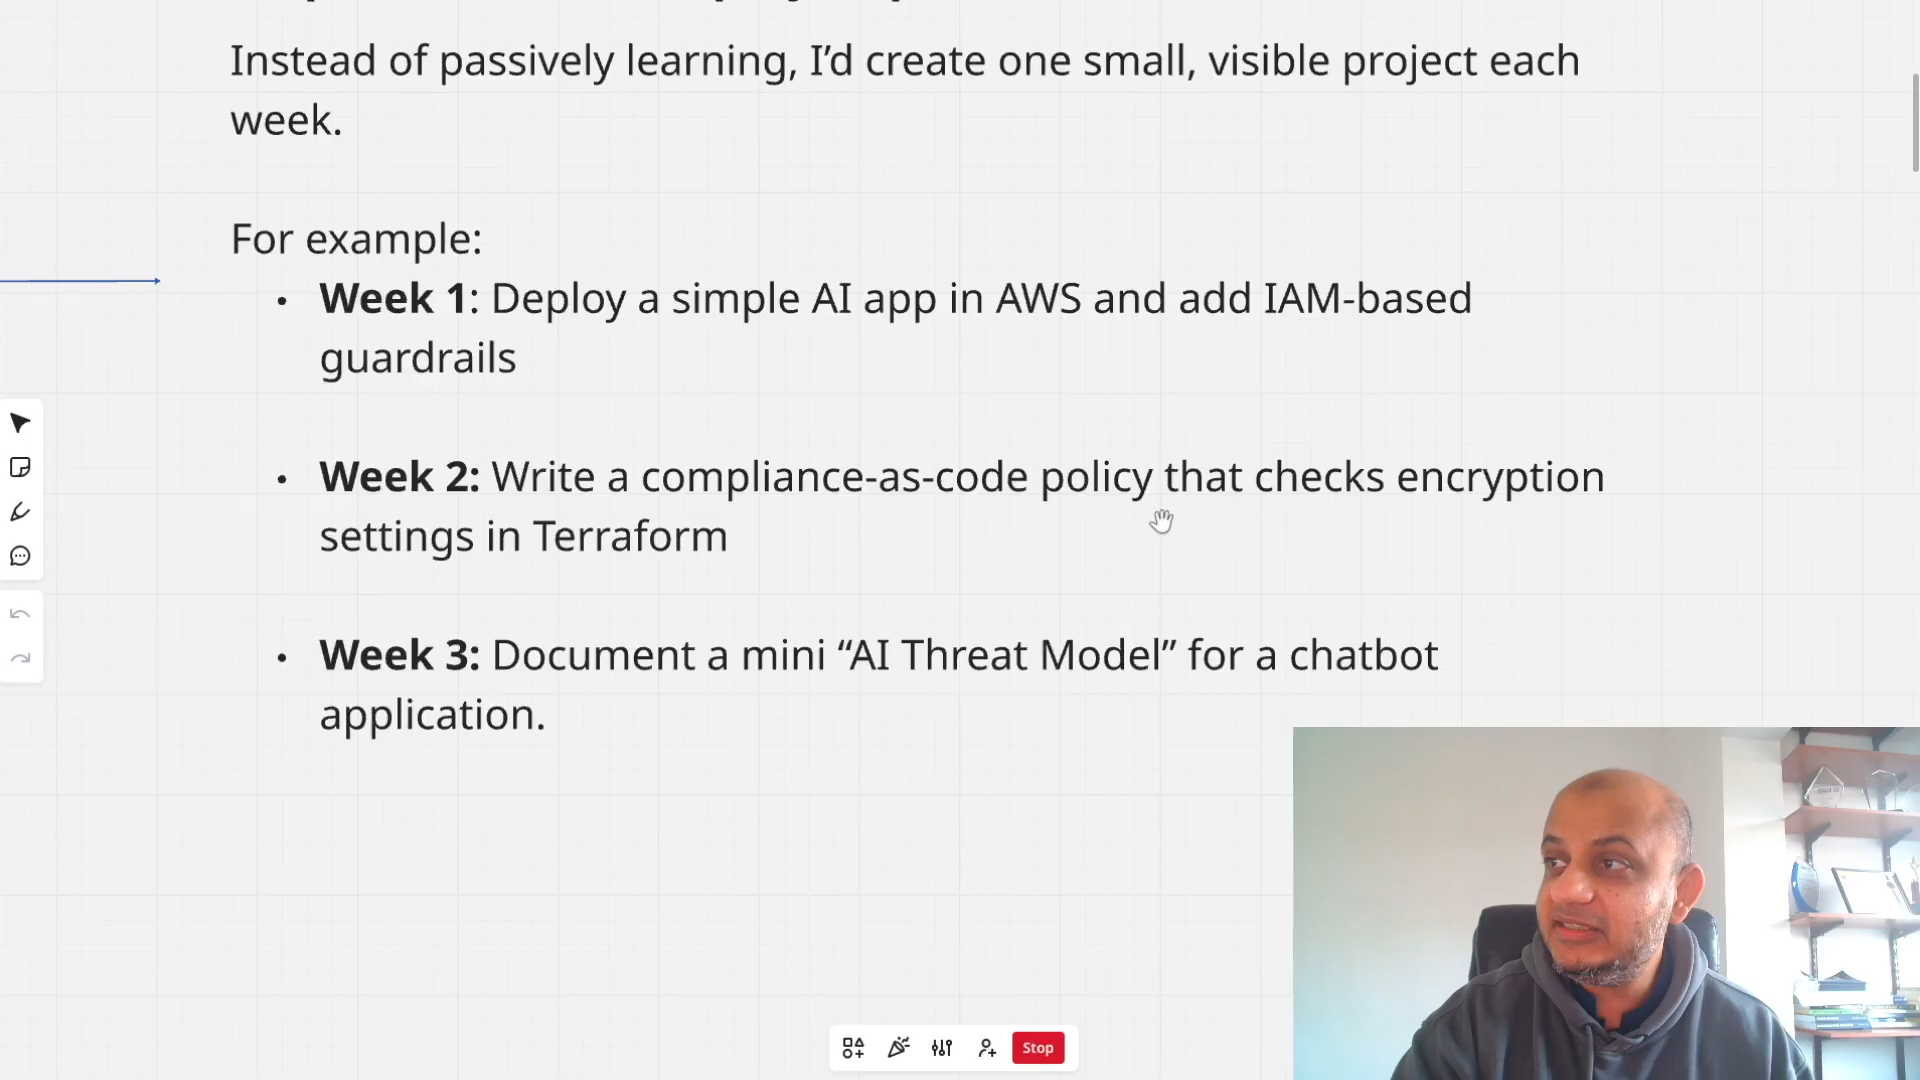 Instead of passively learning, I’d create one small, visible project each
week.
For example:
• Week 1: Deploy a simple AI app in AWS and add IAM-based
guardrails
• Week 2: Write a compliance-as-code policy that checks encryption
settings in Terraform
• Week 3: Document a mini “AI Threat Model” for a chatbot
application.
Stop